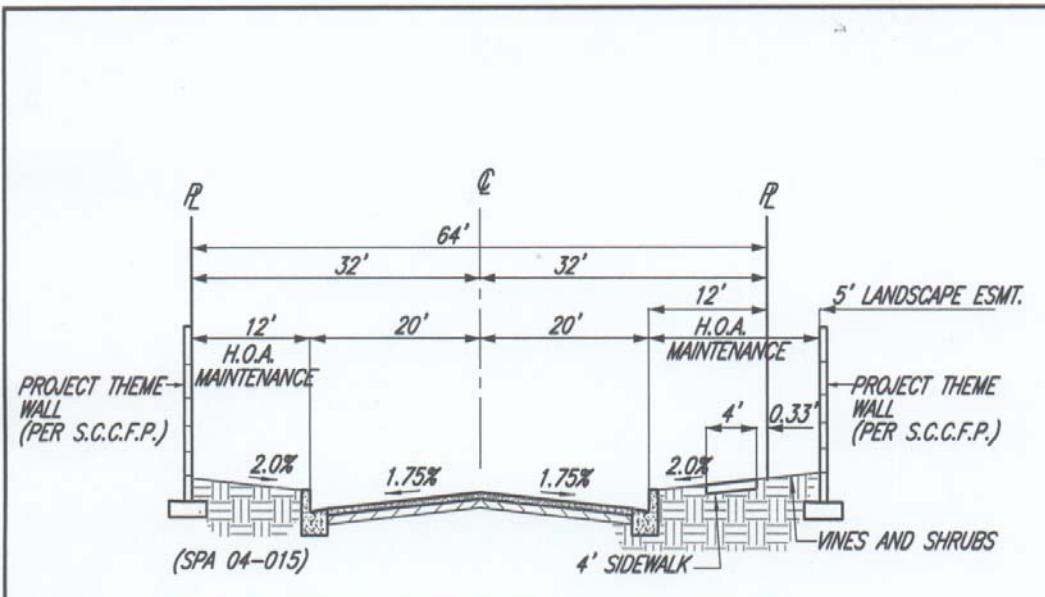 PL
CL
PL
64'
32'
32'
12'
5' LANDSCAPE ESMT.
12'
20'
20'
H.O.A.
MAINTENANCE
H.O.A.
MAINTENANCE
PROJECT THEME
WALL
(PER S.C.C.F.P.)
4'
0.33'
PROJECT THEME
WALL
(PER S.C.C.F.P.)
2.0%
1.75%
1.75%
2.0%
VINES AND SHRUBS
(SPA 04-015)
4' SIDEWALK